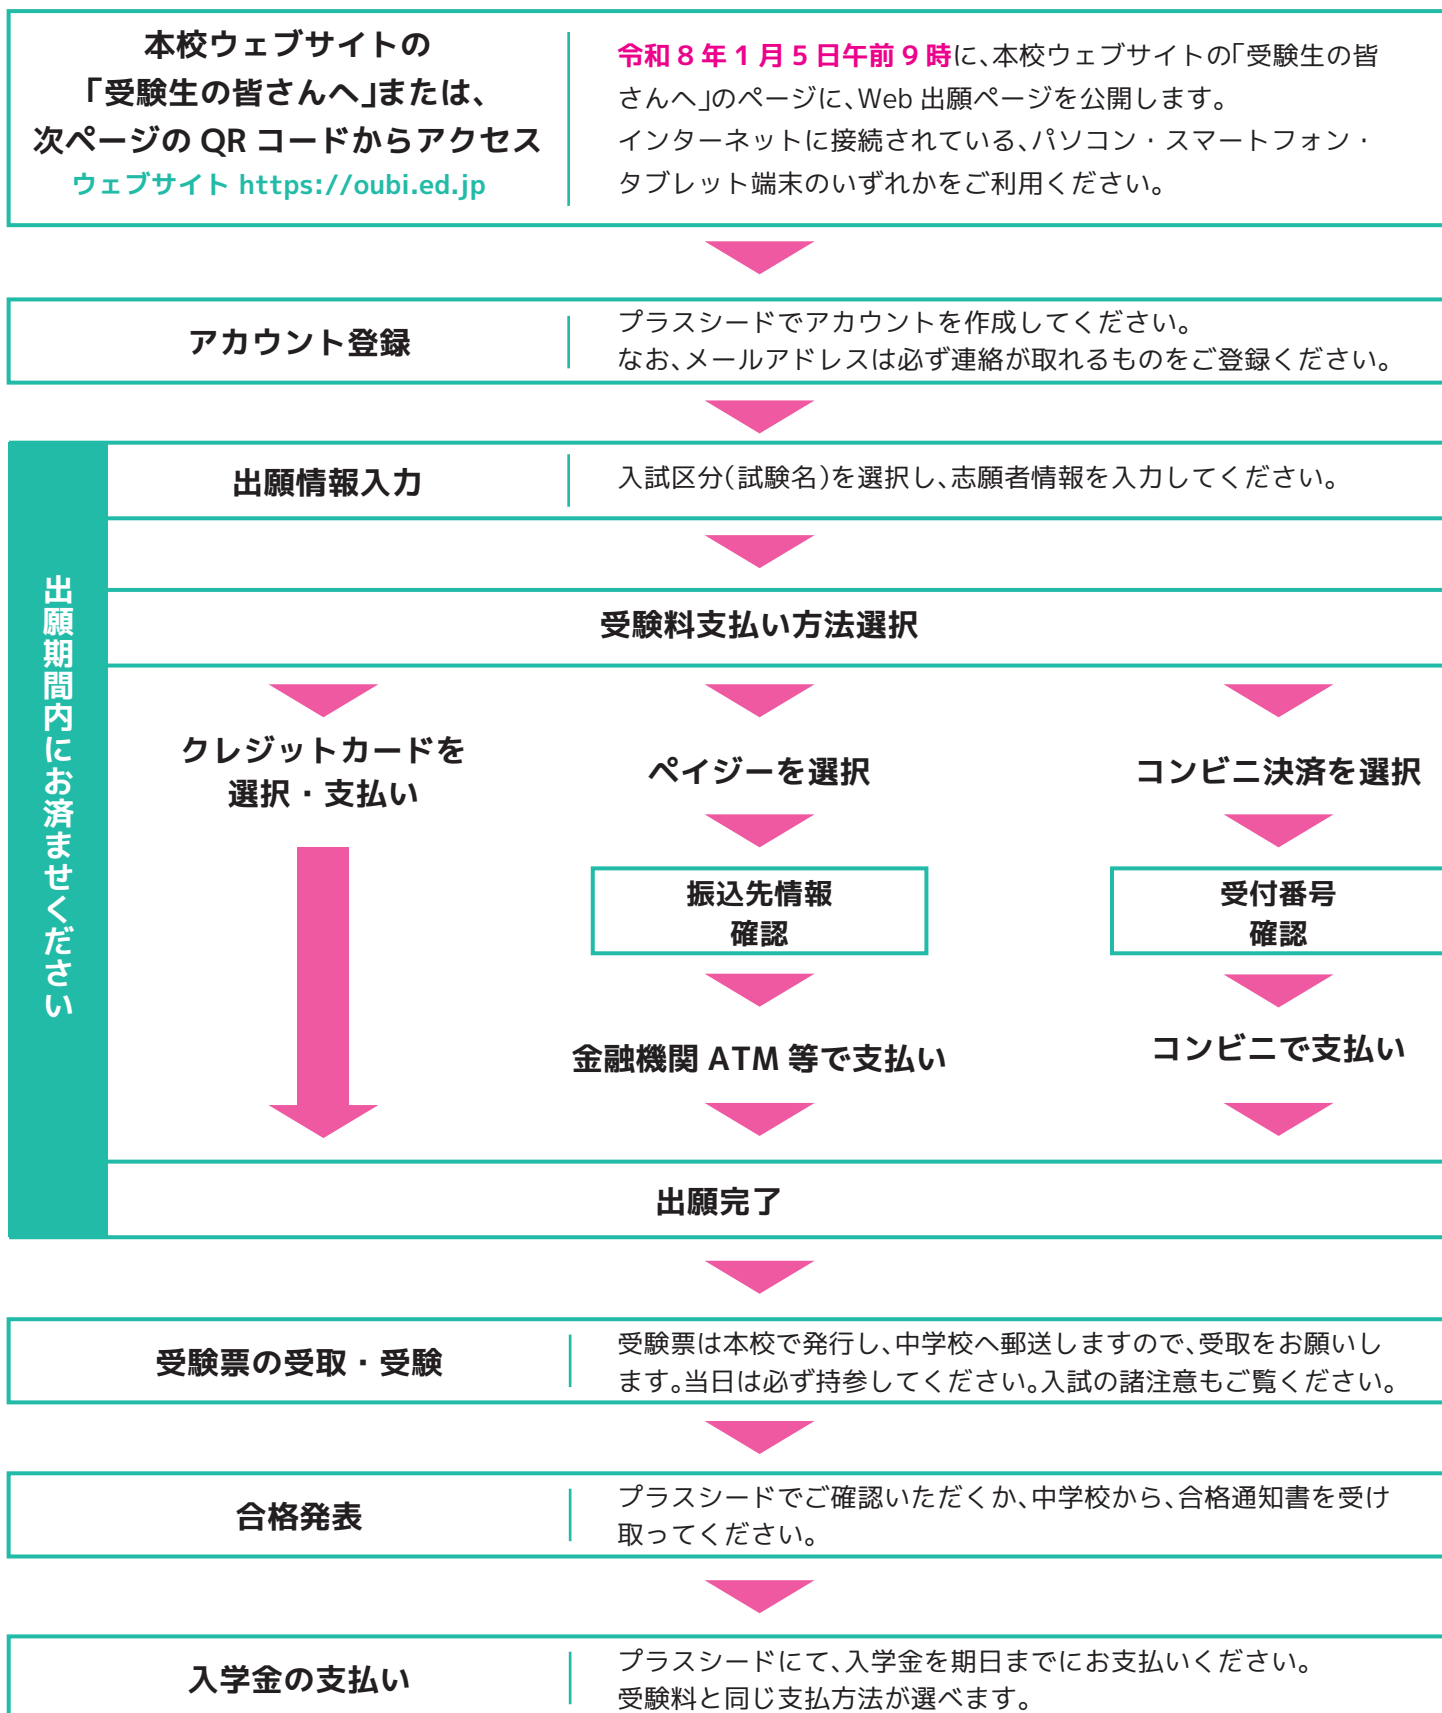 本校ウェブサイトの
「受験生の皆さんへ」または、
次ページの QR コードからアクセス
ウェブサイト https://oubi.ed.jp
令和 8 年 1 月 5 日午前 9 時に、本校ウェブサイトの「受験生の皆
さんへ」のページに、Web 出願ページを公開します。
インターネットに接続されている、パソコン・スマートフォン・
タブレット端末のいずれかをご利用ください。
アカウント登録
プラスシードでアカウントを作成してください。
なお、メールアドレスは必ず連絡が取れるものをご登録ください。
出願期間内にお済ませください
出願情報入力
入試区分(試験名)を選択し、志願者情報を入力してください。
受験料支払い方法選択
クレジットカードを
選択・支払い
ペイジーを選択
振込先情報
確認
金融機関 ATM 等で支払い
コンビニ決済を選択
受付番号
確認
コンビニで支払い
出願完了
受験票の受取・受験
受験票は本校で発行し、中学校へ郵送しますので、受取をお願いし
ます。当日は必ず持参してください。入試の諸注意もご覧ください。
合格発表
プラスシードでご確認いただくか、中学校から、合格通知書を受け
取ってください。
入学金の支払い
プラスシードにて、入学金を期日までにお支払いください。
受験料と同じ支払方法が選べます。